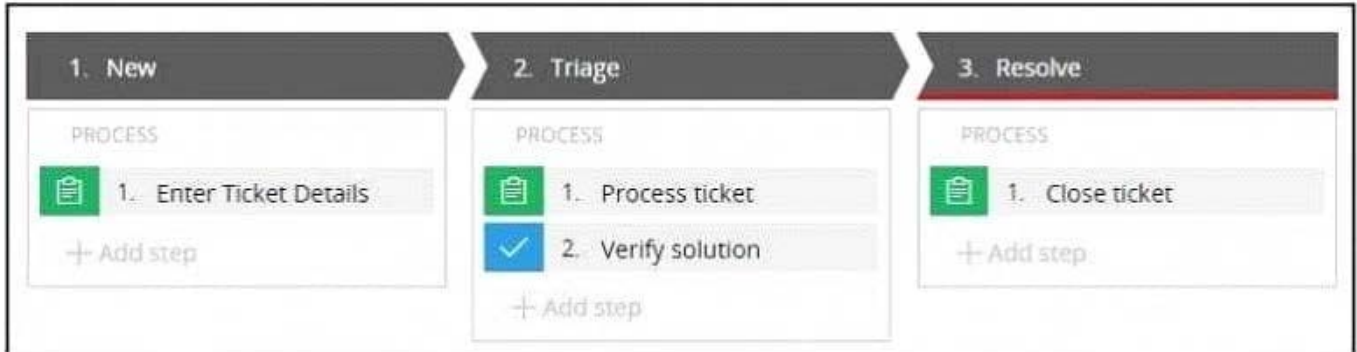 1. New
PROCESS
1. Enter Ticket Details
+ Add step
2. Triage
PROCESS
1. Process ticket
2. Verify solution
+ Add step
3. Resolve
PROCESS
1. Close ticket
+ Add step